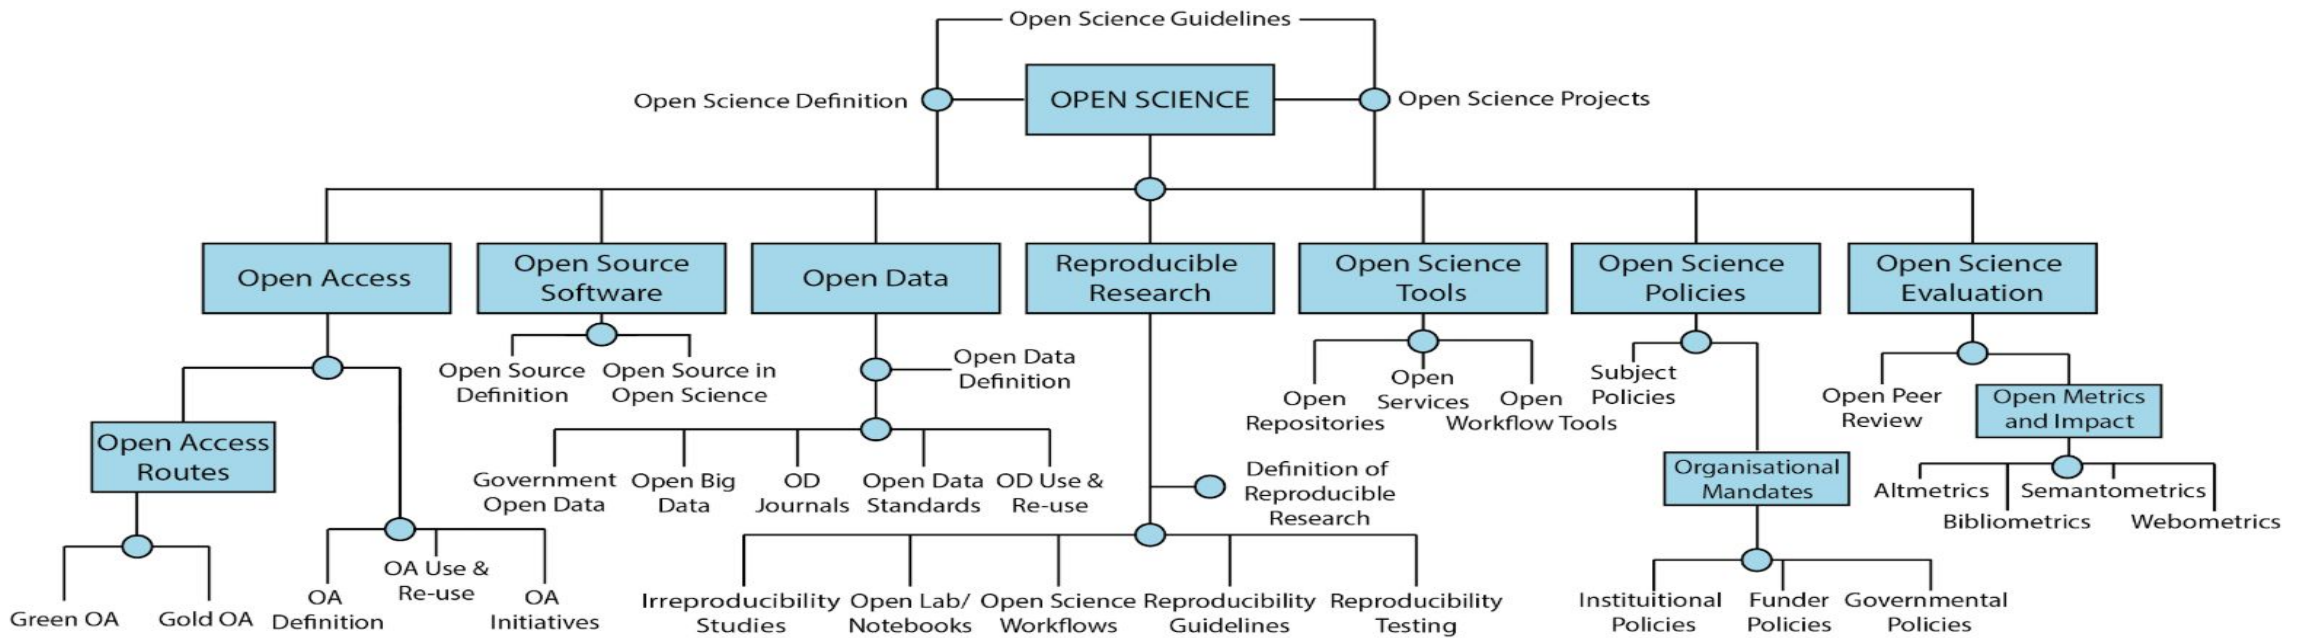 Open Science Guidelines
Open Science Definition
OPEN SCIENCE
Open Science Projects
Open Access
Open Source
Software
Open Data
Reproducible
Research
Open Science
Tools
Open Science
Policies
Open Science
Evaluation
Open Access
Routes
Green OA
Gold OA
OA
Definition
OA Use &
Re-use
OA
Initiatives
Open Source
Definition
Open Source in
Open Science
Open Data
Definition
Government
Open Data
Open Big
Data
OD
Journals
Open Data
Standards
OD Use &
Re-use
Definition of
Reproducible
Research
Irreproducibility
Studies
Open Lab/
Notebooks
Open Science
Workflows
Reproducibility
Guidelines
Reproducibility
Testing
Open
Repositories
Open
Services
Open
Workflow Tools
Subject
Policies
Organisational
Mandates
Instituitional
Policies
Funder
Policies
Governmental
Policies
Open Peer
Review
Open Metrics
and Impact
Altmetrics
Bibliometrics
Semantometrics
Webometrics